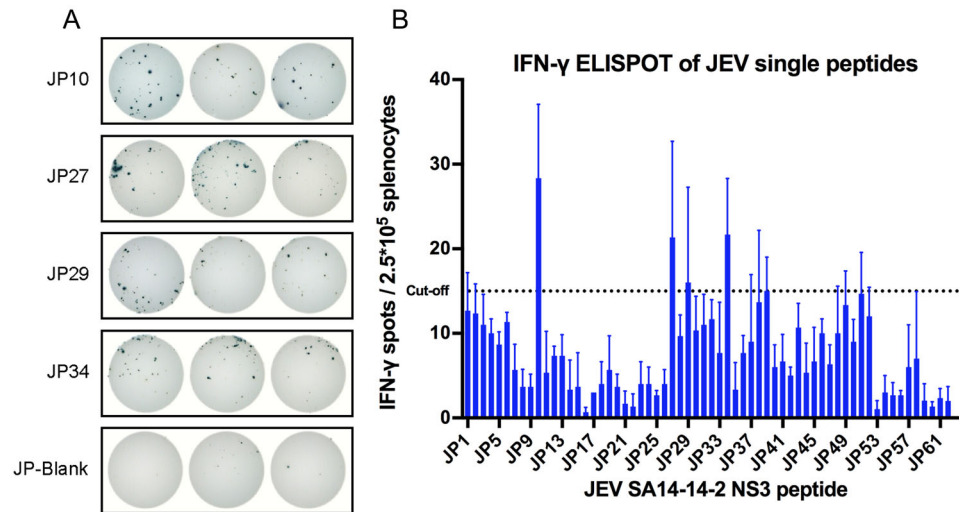 A
JP10
JP27
JP29
JP34
JP-Blank
B
IFN-γ ELISPOT of JEV single peptides
IFN-γ spots / 2.5*10⁵ splenocytes
40
30
20
10
0
Cut-off
JP1
JP5
JP9
JP13
JP17
JP21
JP25
JP29
JP33
JP37
JP41
JP45
JP49
JP53
JP57
JP61
JEV SA14-14-2 NS3 peptide